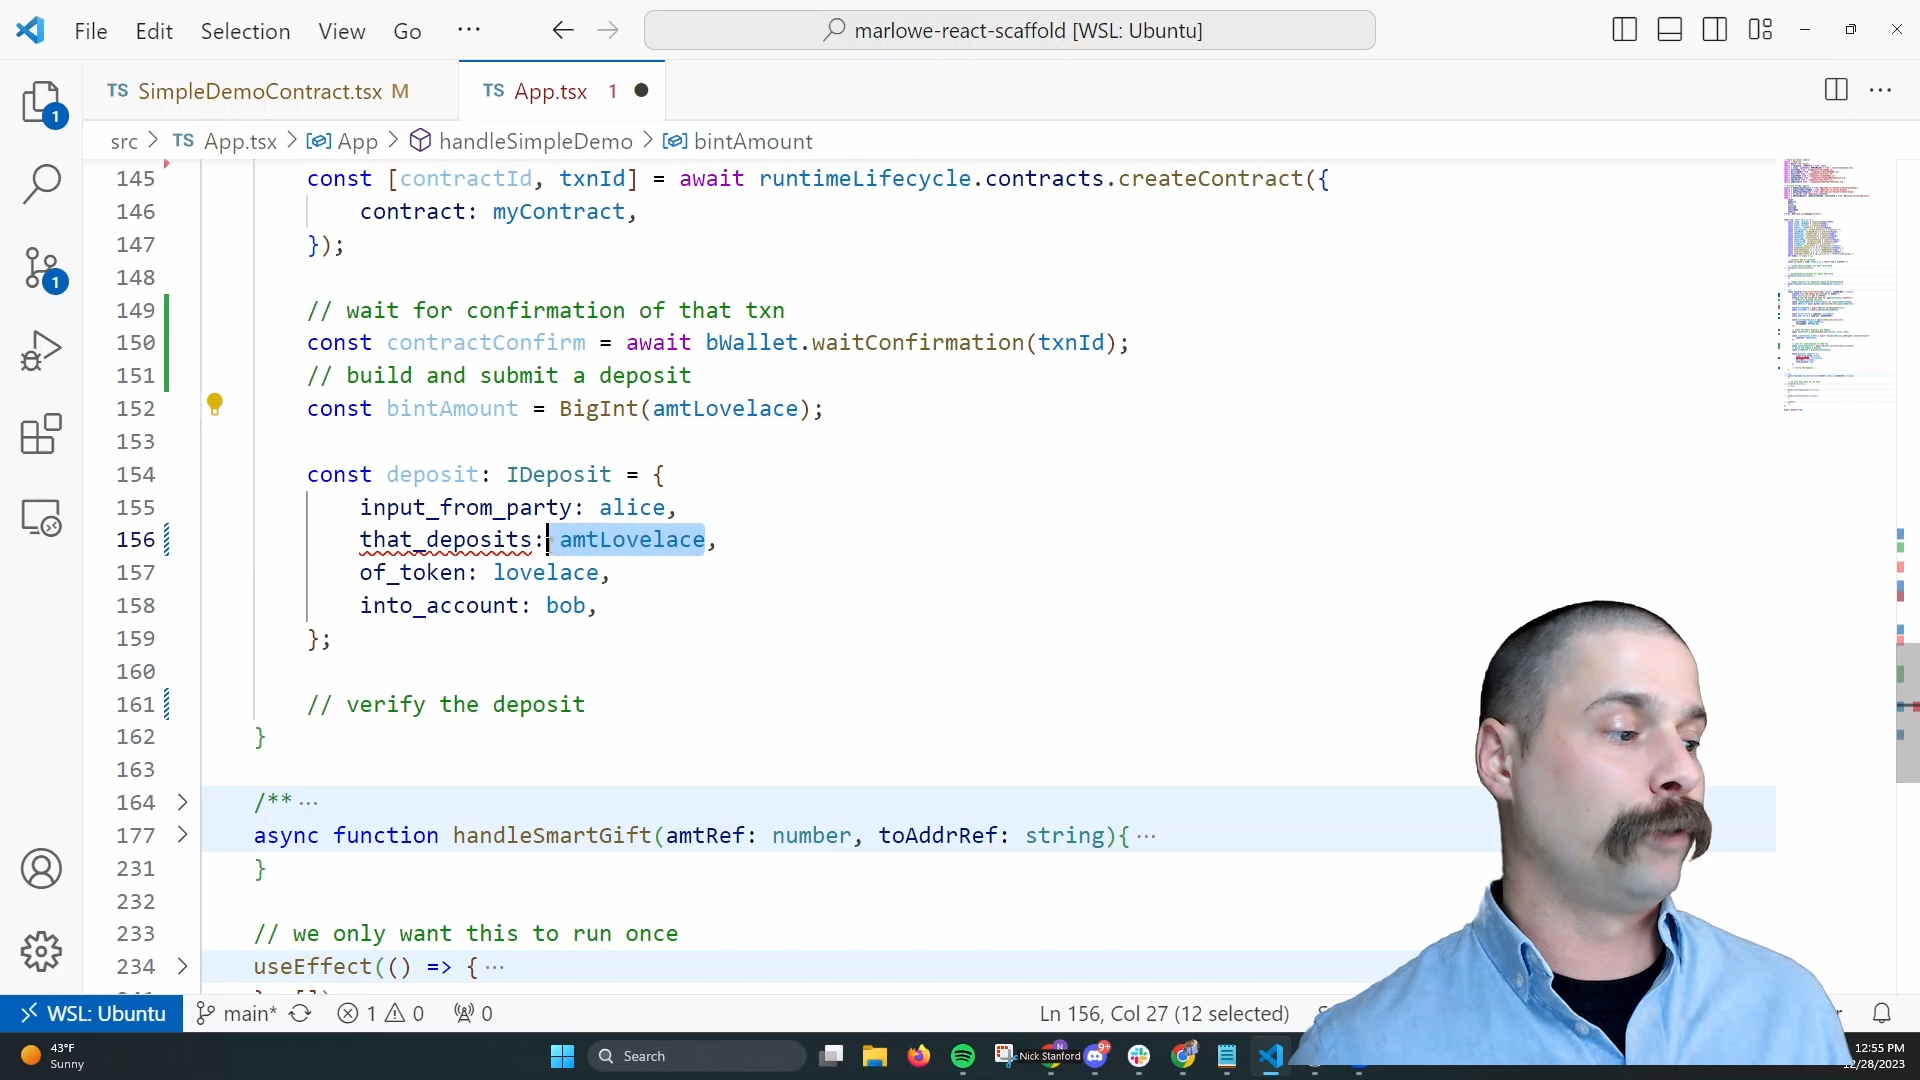 File Edit Selection View Go ··· marlowe-react-scaffold [WSL: Ubuntu]
TS SimpleDemoContract.tsx M TS App.tsx 1
src > TS App.tsx > App > handleSimpleDemo > bintAmount
145 const [contractId, txnId] = await runtimeLifecycle.contracts.createContract({
146 contract: myContract,
147 });
148
149 // wait for confirmation of that txn
150 const contractConfirm = await bWallet.waitConfirmation(txnId);
151 // build and submit a deposit
152 const bintAmount = BigInt(amtLovelace);
153
154 const deposit: IDeposit = {
155 input_from_party: alice,
156 that_deposits: amtLovelace,
157 of_token: lovelace,
158 into_account: bob,
159 };
160
161 // verify the deposit
162 }
163
164 /** ···
177 async function handleSmartGift(amtRef: number, toAddrRef: string){ ···
231 }
232
233 // we only want this to run once
234 useEffect(() => { ···
1
1
WSL: Ubuntu main* 1 0 0 Ln 156, Col 27 (12 selected)
43°F
Sunny
Search
Nick Stanford
9+
12:55 PM
12/28/2023